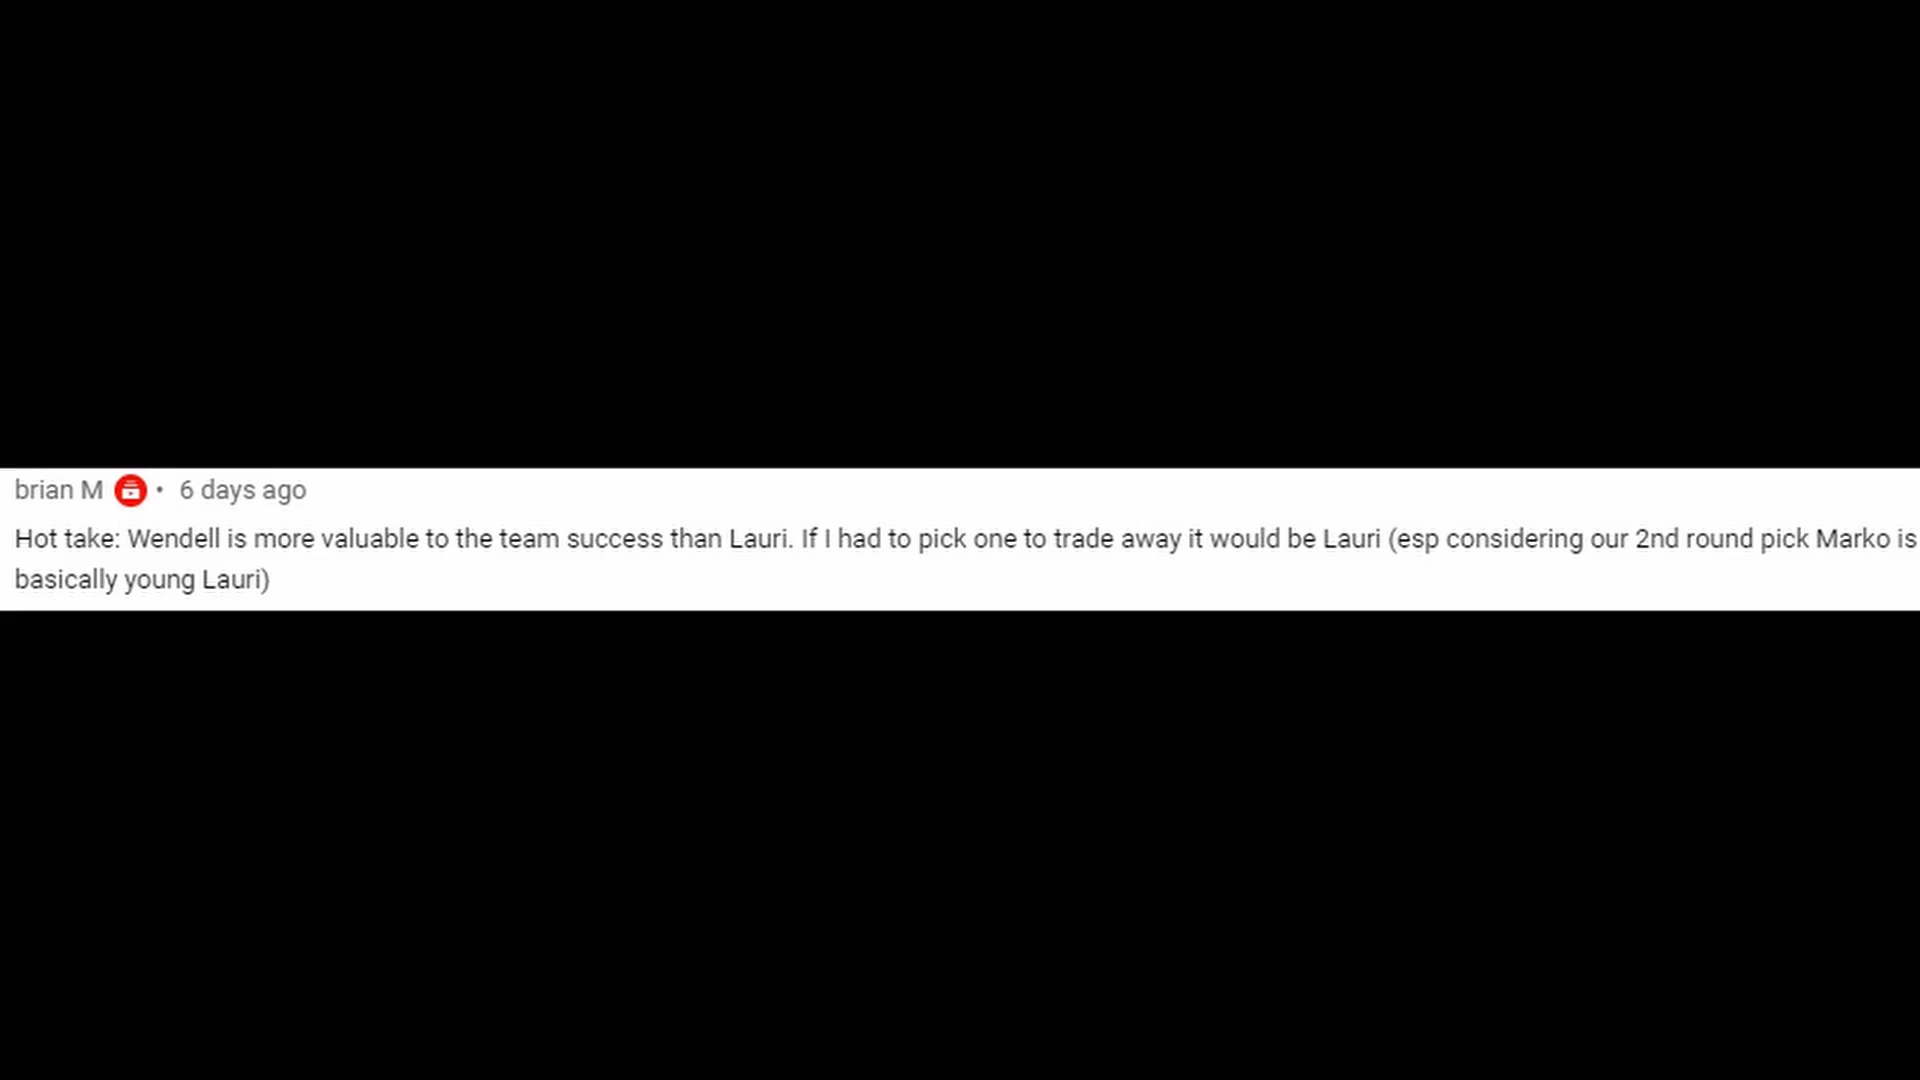 brian M • 6 days ago
Hot take: Wendell is more valuable to the team success than Lauri. If I had to pick one to trade away it would be Lauri (esp considering our 2nd round pick Marko is
basically young Lauri)